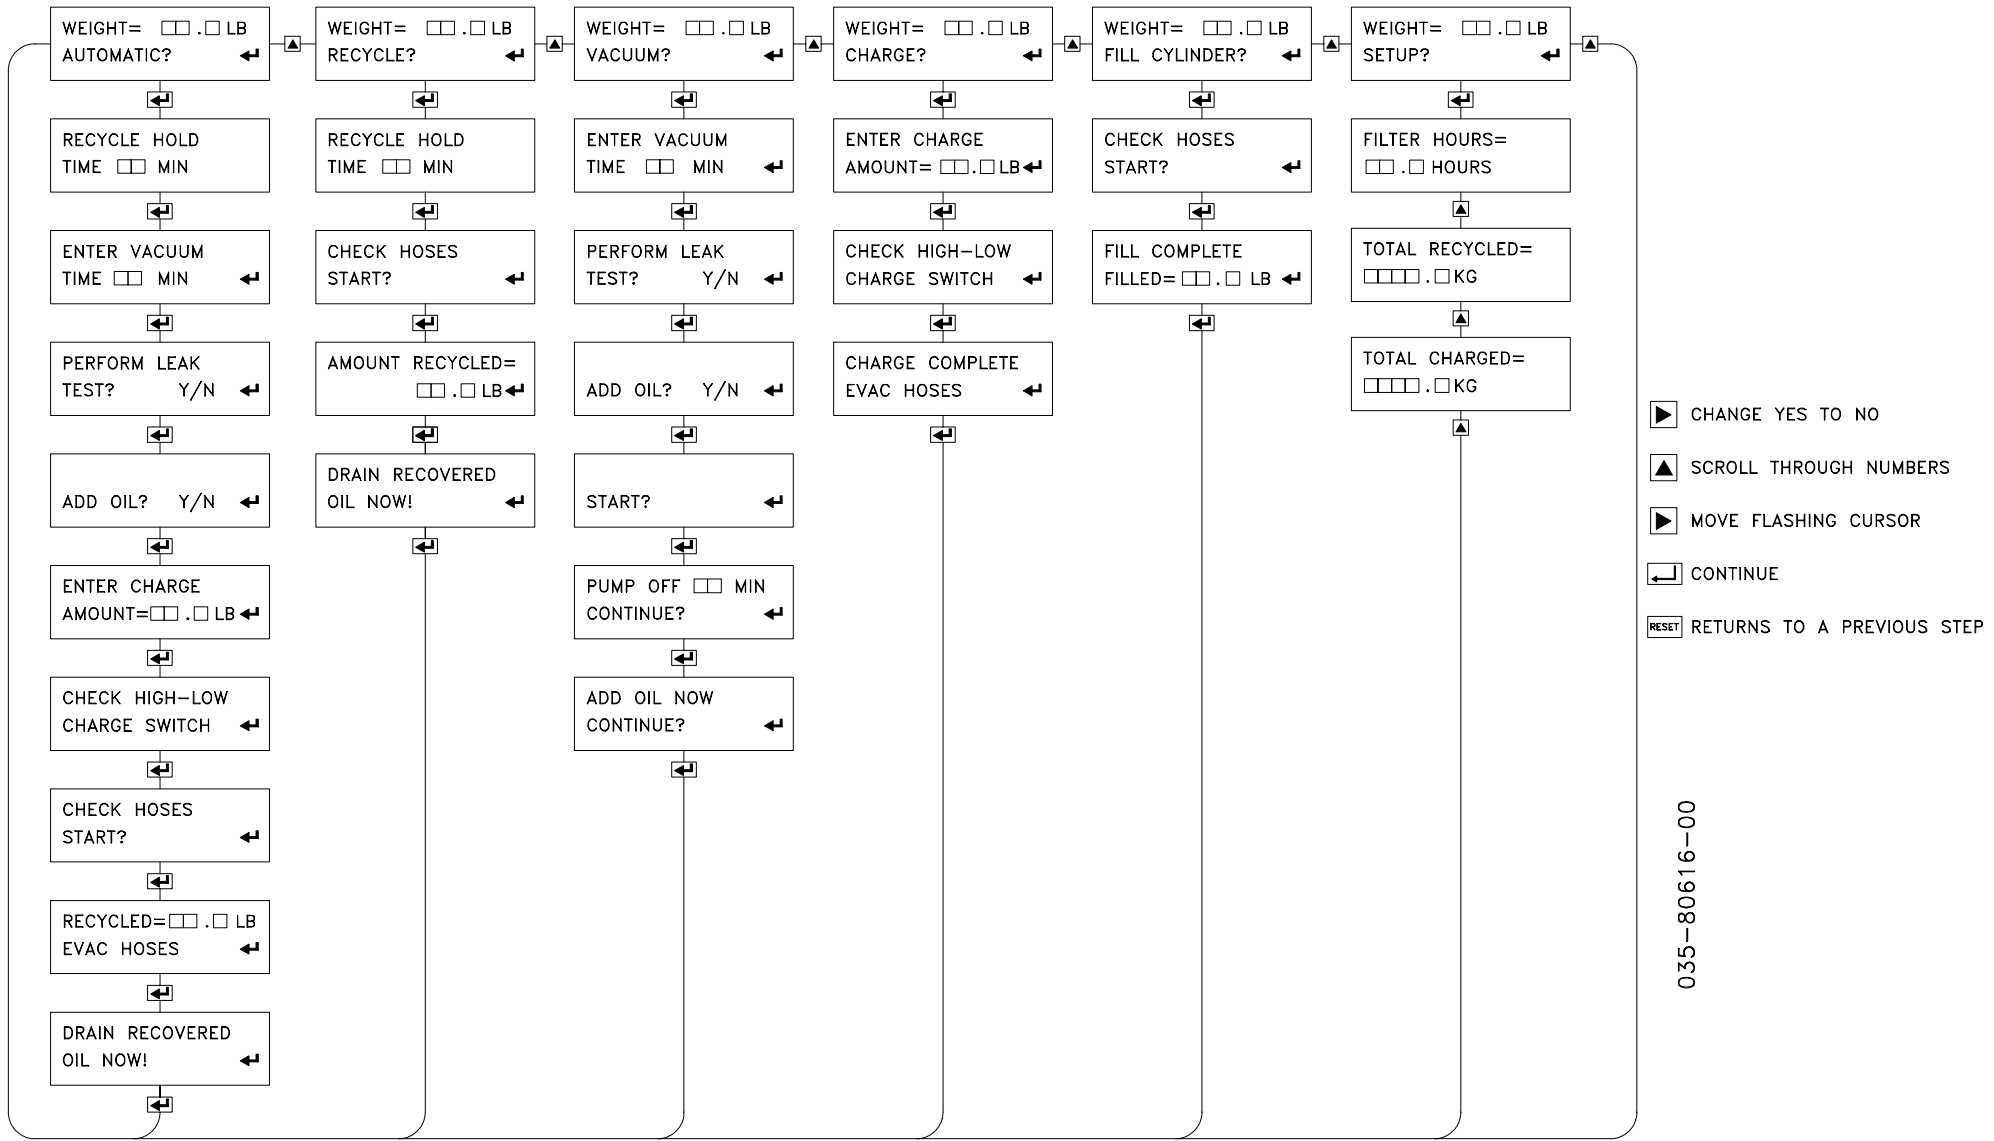 WEIGHT= □□.□ LB
AUTOMATIC? ↵
RECYCLE HOLD
TIME □□ MIN
ENTER VACUUM
TIME □□ MIN ↵
PERFORM LEAK
TEST? Y/N ↵
ADD OIL? Y/N ↵
ENTER CHARGE
AMOUNT=□□.□ LB ↵
CHECK HIGH-LOW
CHARGE SWITCH ↵
CHECK HOSES
START? ↵
RECYCLED=□□.□ LB
EVAC HOSES ↵
DRAIN RECOVERED
OIL NOW! ↵
WEIGHT= □□.□ LB
RECYCLE? ↵
RECYCLE HOLD
TIME □□ MIN
CHECK HOSES
START? ↵
AMOUNT RECYCLED=
□□.□ LB ↵
DRAIN RECOVERED
OIL NOW! ↵
WEIGHT= □□.□ LB
VACUUM? ↵
ENTER VACUUM
TIME □□ MIN ↵
PERFORM LEAK
TEST? Y/N ↵
ADD OIL? Y/N ↵
START? ↵
PUMP OFF □□ MIN
CONTINUE? ↵
ADD OIL NOW
CONTINUE? ↵
WEIGHT= □□.□ LB
CHARGE? ↵
ENTER CHARGE
AMOUNT= □□.□ LB ↵
CHECK HIGH-LOW
CHARGE SWITCH ↵
CHARGE COMPLETE
EVAC HOSES ↵
WEIGHT= □□.□ LB
FILL CYLINDER? ↵
CHECK HOSES
START? ↵
FILL COMPLETE
FILLED= □□.□ LB ↵
WEIGHT= □□.□ LB
SETUP? ↵
FILTER HOURS=
□□.□ HOURS
TOTAL RECYCLED=
□□□□.□ KG
TOTAL CHARGED=
□□□□.□ KG
▶ CHANGE YES TO NO
▲ SCROLL THROUGH NUMBERS
▶ MOVE FLASHING CURSOR
↵ CONTINUE
RESET RETURNS TO A PREVIOUS STEP
035-80616-00